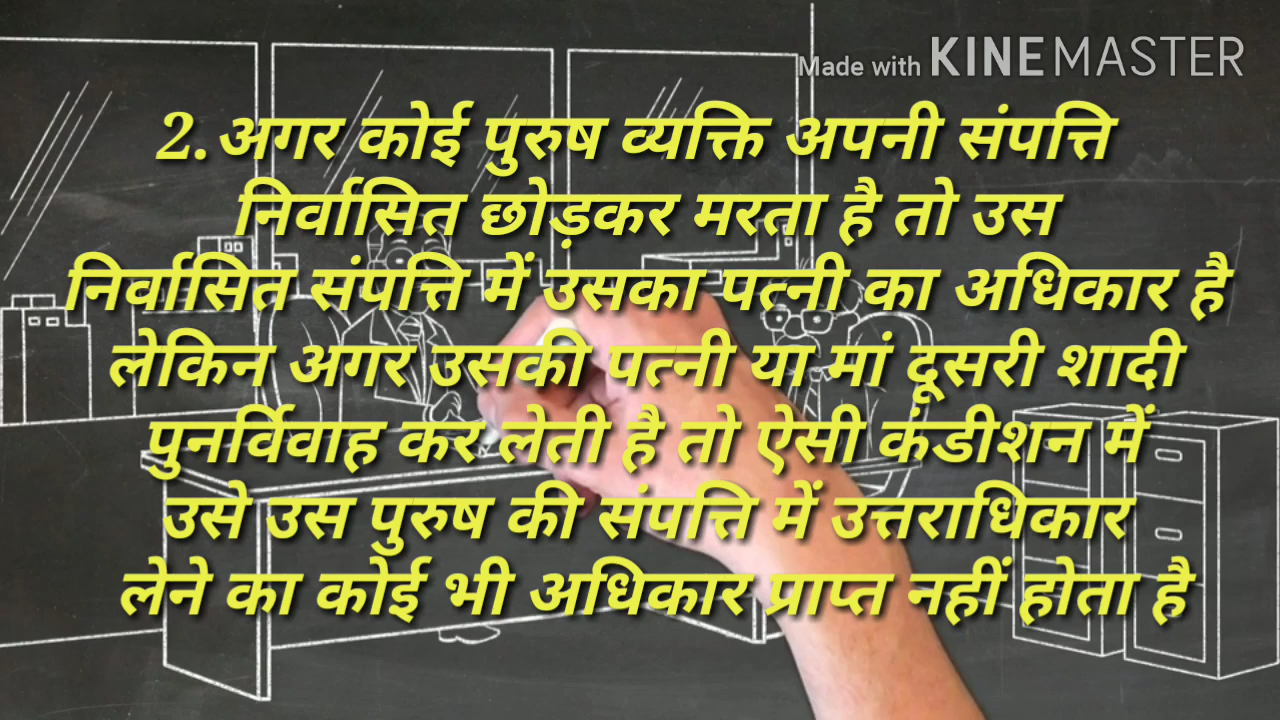 Made with KINEMASTER
2. अगर कोई पुरुष व्यक्ति अपनी संपत्ति
निर्वासित छोड़कर मरता है तो उस
निर्वासित संपत्ति में उसका पत्नी का अधिकार है
लेकिन अगर उसकी पत्नी या मां दूसरी शादी
पुनर्विवाह कर लेती है तो ऐसी कंडीशन में
उसे उस पुरुष की संपत्ति में उत्तराधिकार
लेने का कोई भी अधिकार प्राप्त नहीं होता है